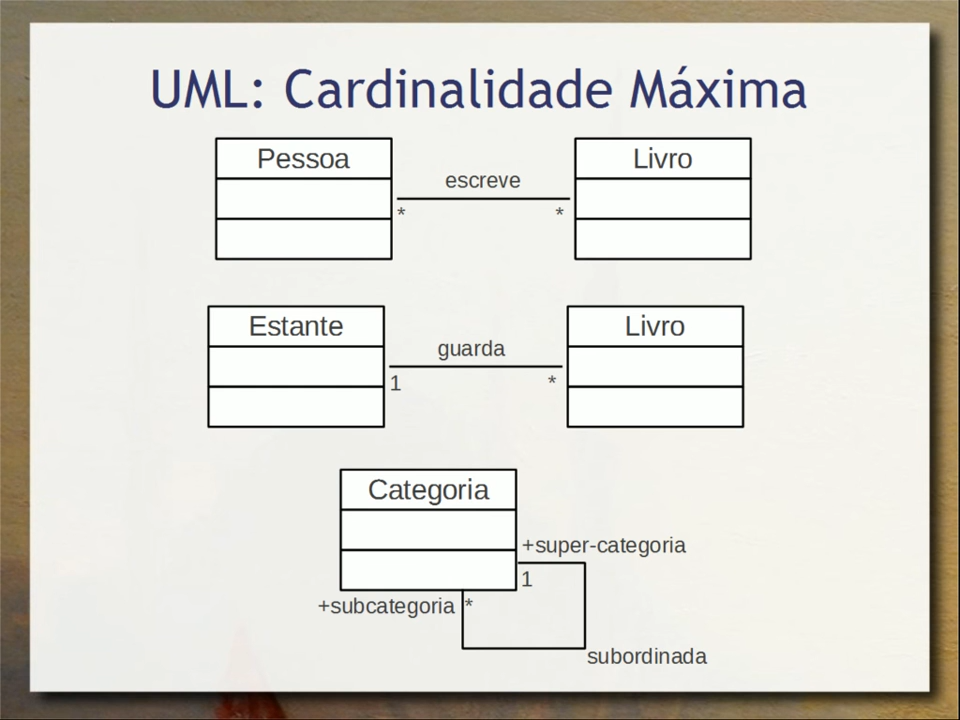 UML: Cardinalidade Máxima
Pessoa
Livro
escreve
*
*
Estante
Livro
guarda
1
*
Categoria
+super-categoria
1
+subcategoria
*
subordinada